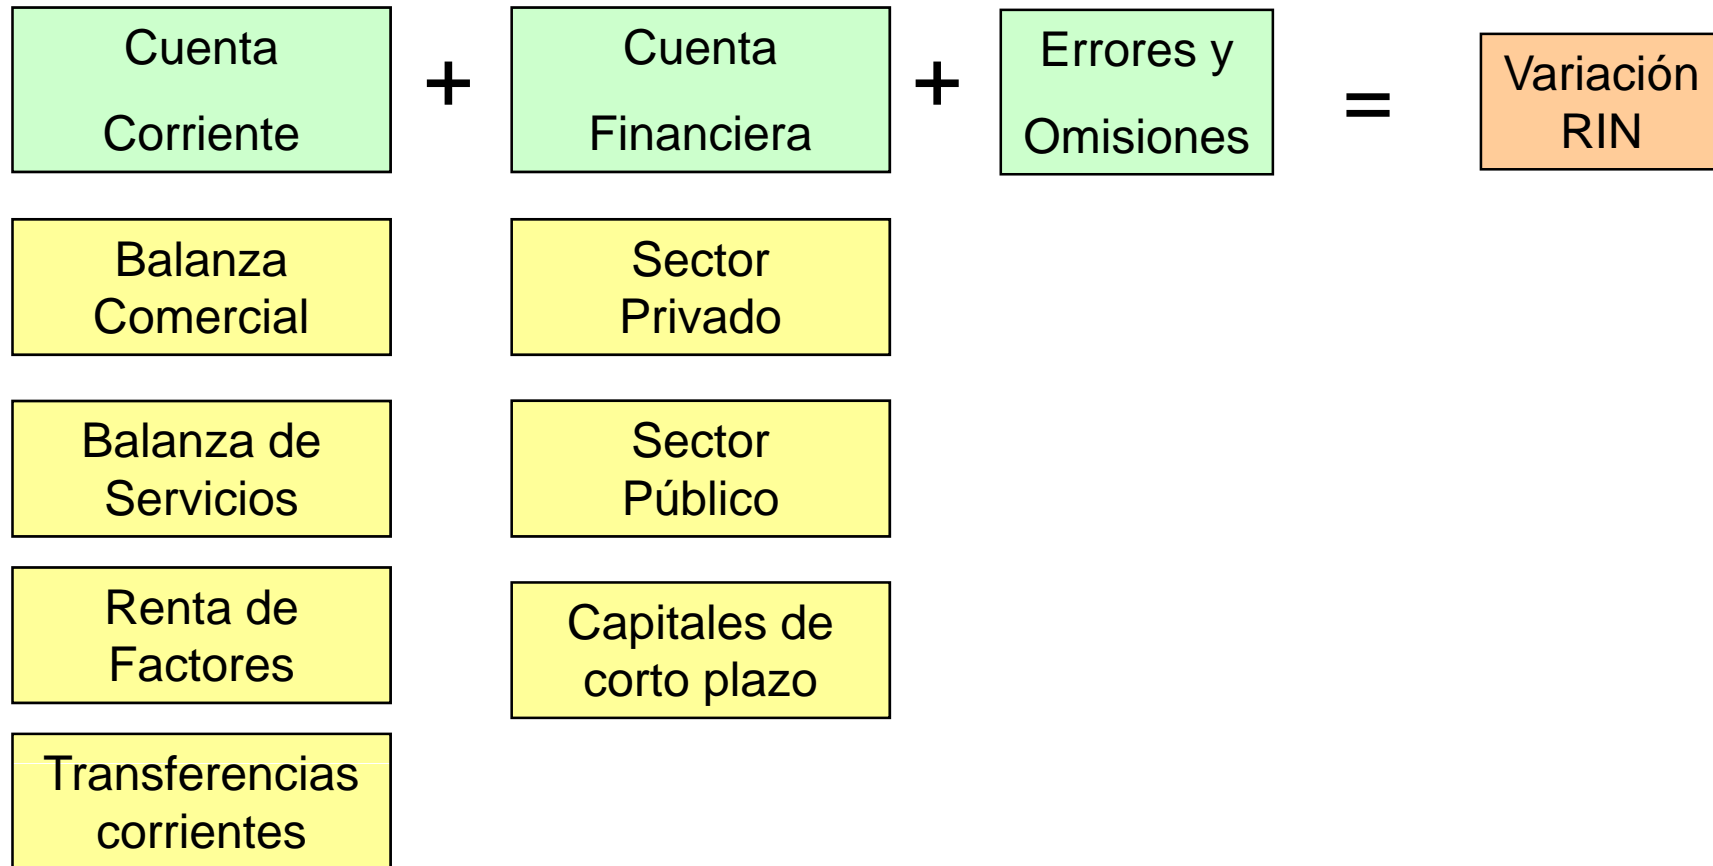 Cuenta
Corriente
+
Cuenta
Financiera
+
Errores y
Omisiones
=
Variación
RIN
Balanza
Comercial
Sector
Privado
Balanza de
Servicios
Sector
Público
Renta de
Factores
Capitales de
corto plazo
Transferencias
corrientes